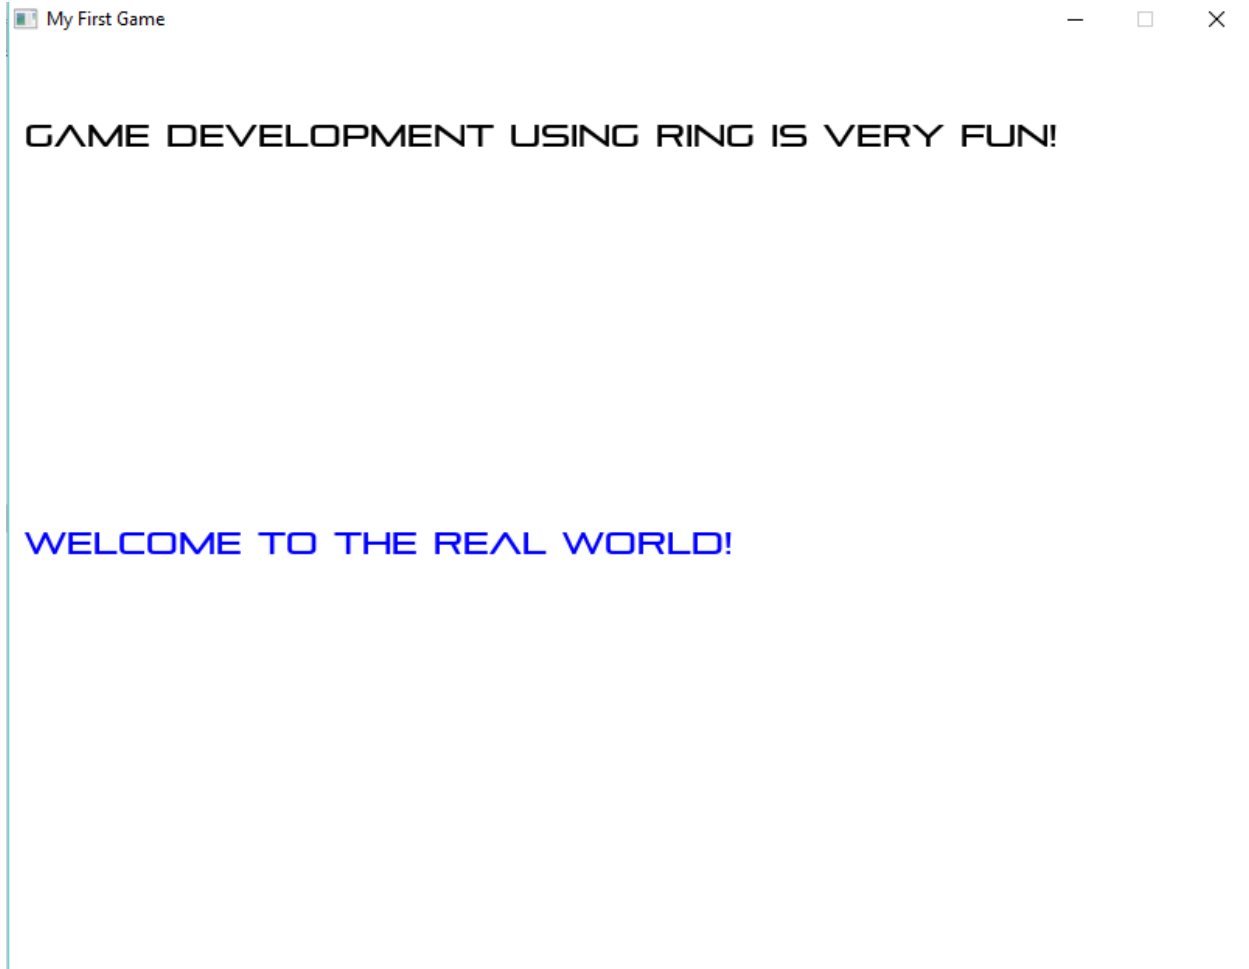 My First Game
GAME DEVELOPMENT USING RING IS VERY FUN!
WELCOME TO THE REAL WORLD!